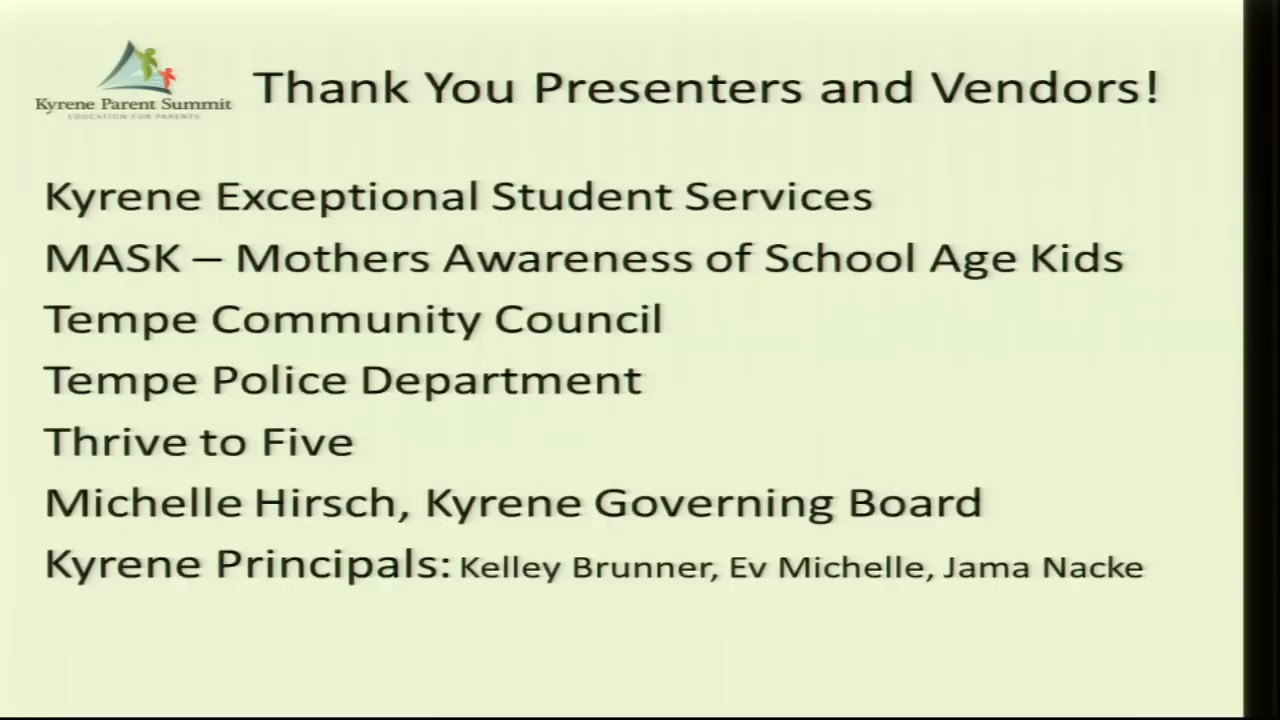 Thank You Presenters and Vendors!
Kyrene Parent Summit
EDUCATION FOR PARENTS
Kyrene Exceptional Student Services
MASK – Mothers Awareness of School Age Kids
Tempe Community Council
Tempe Police Department
Thrive to Five
Michelle Hirsch, Kyrene Governing Board
Kyrene Principals: Kelley Brunner, Ev Michelle, Jama Nacke